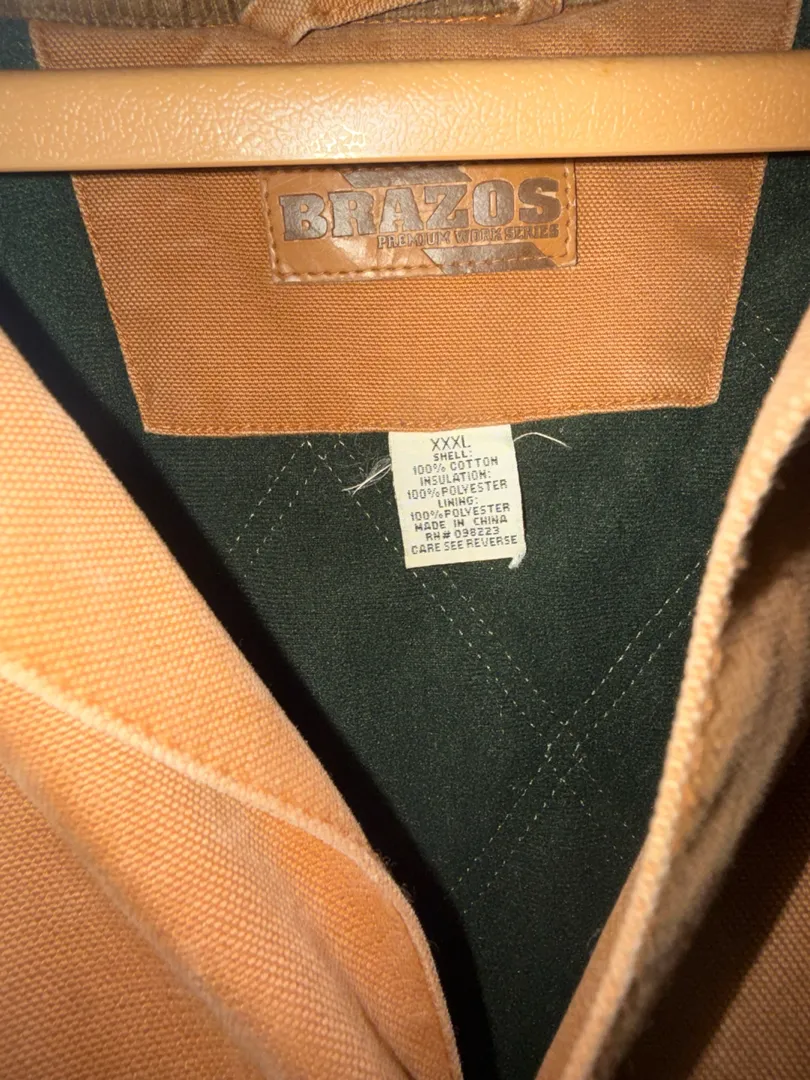 BRAZOS
PREMIUM WORK SERIES
XXXL
SHELL:
100% COTTON
INSULATION:
100% POLYESTER
LINING:
100% POLYESTER
MADE IN CHINA
RN# 098223
CARE SEE REVERSE